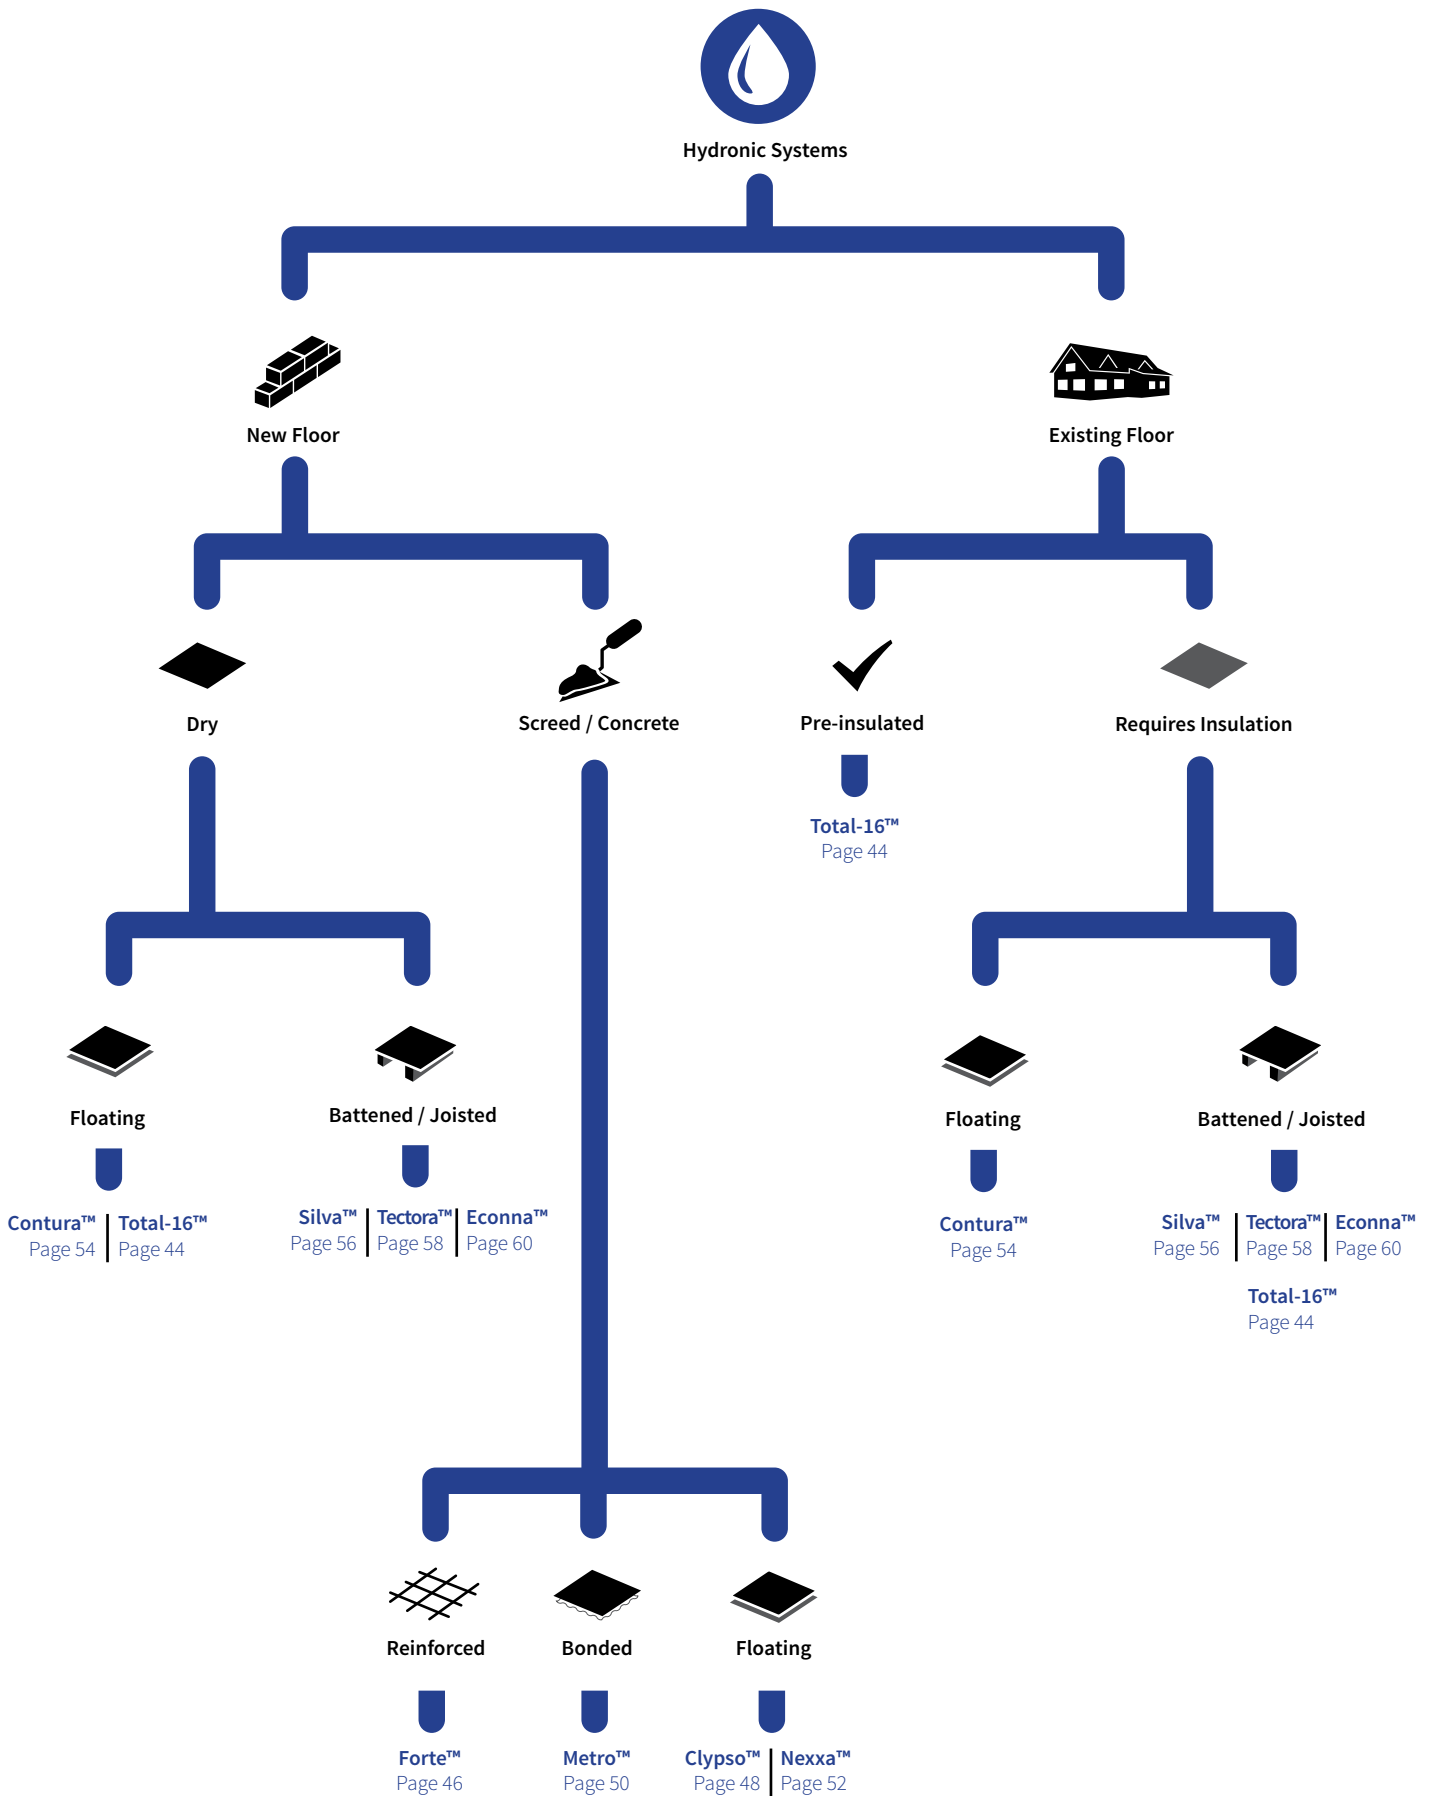 Hydronic Systems
New Floor
Existing Floor
Dry
Screed / Concrete
Pre-insulated
Requires Insulation
Total-16™
Page 44
Floating
Battened / Joisted
Floating
Battened / Joisted
Contura™
Page 54
Total-16™
Page 44
Silva™
Page 56
Tectora™
Page 58
Econna™
Page 60
Contura™
Page 54
Silva™
Page 56
Tectora™
Page 58
Econna™
Page 60
Total-16™
Page 44
Reinforced
Bonded
Floating
Forte™
Page 46
Metro™
Page 50
Clypso™
Page 48
Nexxa™
Page 52